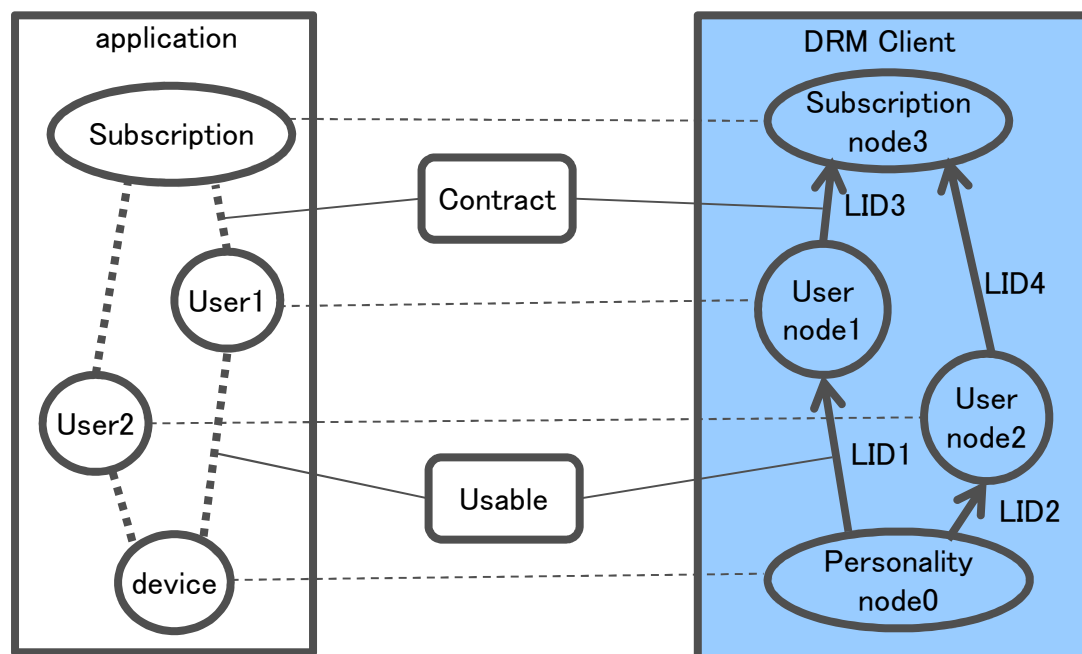 application
DRM Client
Subscription
Subscription
node3
Contract
LID3
User1
User
node1
LID4
User2
User
node2
LID1
Usable
LID2
device
Personality
node0